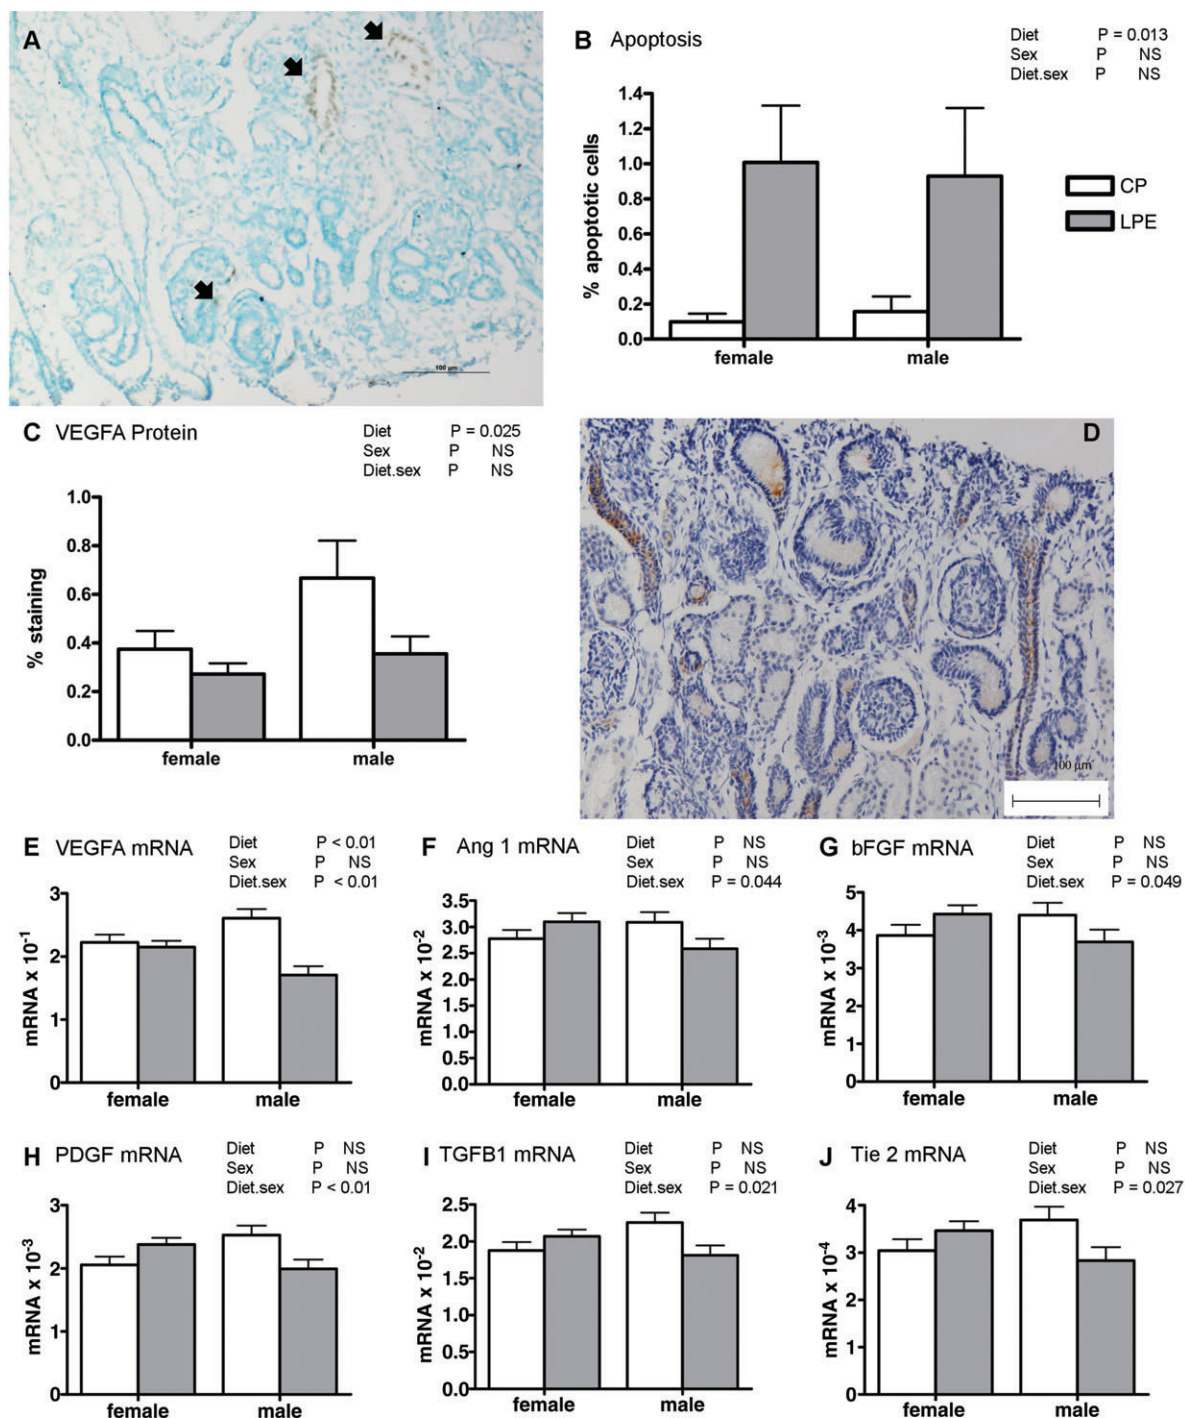 A
100 µm
B Apoptosis
Diet P = 0.013
Sex P NS
Diet.sex P NS
% apoptotic cells
1.4
1.2
1.0
0.8
0.6
0.4
0.2
0.0
female male
CP
LPE
C VEGFA Protein
Diet P = 0.025
Sex P NS
Diet.sex P NS
% staining
1.0
0.8
0.6
0.4
0.2
0.0
female male
D
100 µm
E VEGFA mRNA
Diet P < 0.01
Sex P NS
Diet.sex P < 0.01
mRNA x 10-1
3
2
1
0
female male
F Ang 1 mRNA
Diet P NS
Sex P NS
Diet.sex P = 0.044
mRNA x 10-2
3.5
3.0
2.5
2.0
1.5
1.0
0.5
0.0
female male
G bFGF mRNA
Diet P NS
Sex P NS
Diet.sex P = 0.049
mRNA x 10-3
5
4
3
2
1
0
female male
H PDGF mRNA
Diet P NS
Sex P NS
Diet.sex P < 0.01
mRNA x 10-3
3
2
1
0
female male
I TGFB1 mRNA
Diet P NS
Sex P NS
Diet.sex P = 0.021
mRNA x 10-2
2.5
2.0
1.5
1.0
0.5
0.0
female male
J Tie 2 mRNA
Diet P NS
Sex P NS
Diet.sex P = 0.027
mRNA x 10-4
4
3
2
1
0
female male